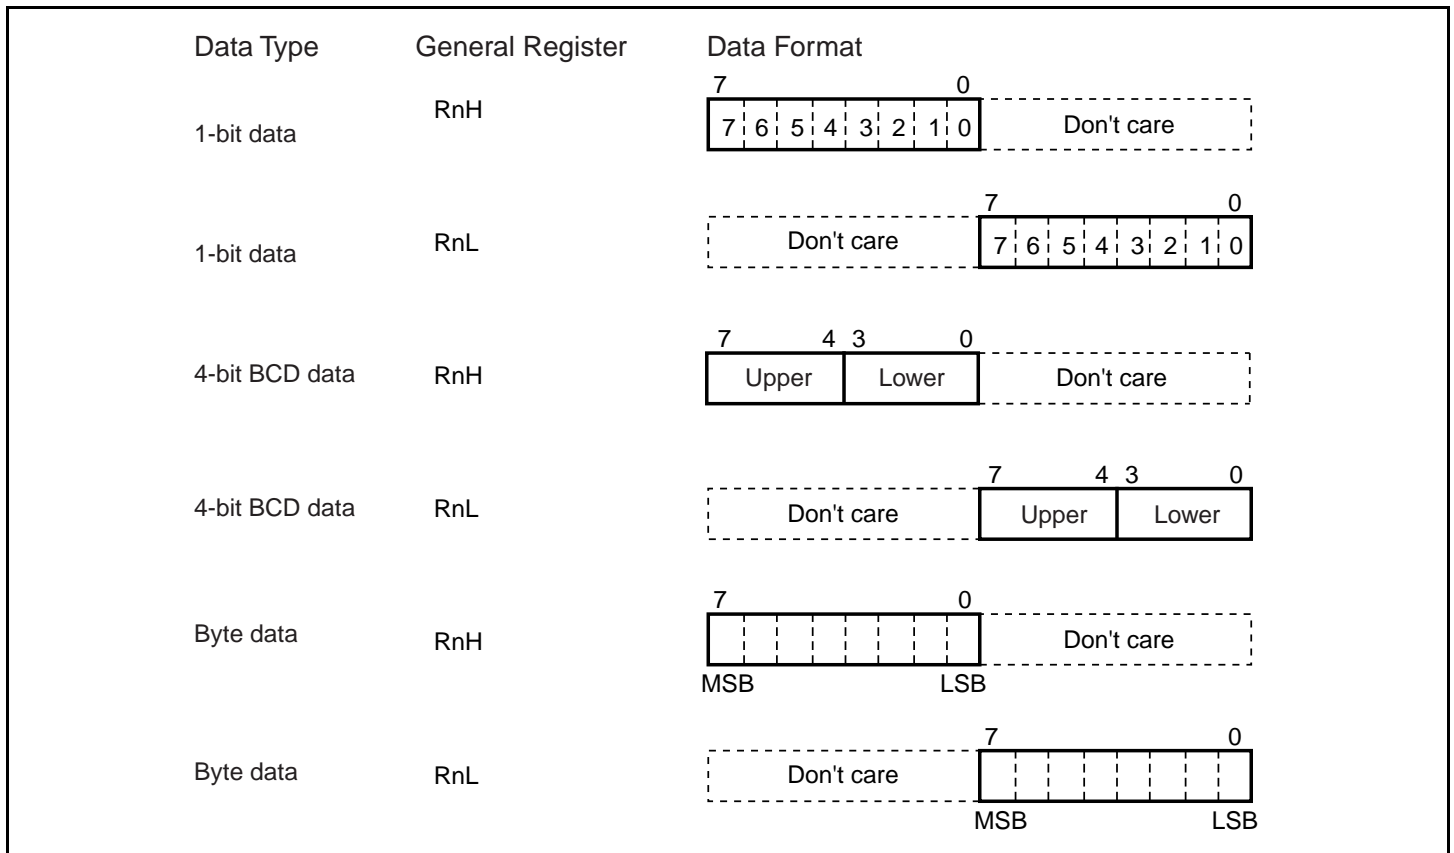 Data Type General Register Data Format
7 0
1-bit data RnH 7 6 5 4 3 2 1 0 Don't care
7 0
1-bit data RnL Don't care 7 6 5 4 3 2 1 0
7 4 3 0
4-bit BCD data RnH Upper Lower Don't care
7 4 3 0
4-bit BCD data RnL Don't care Upper Lower
7 0
Byte data RnH Don't care
MSB LSB
7 0
Byte data RnL Don't care
MSB LSB